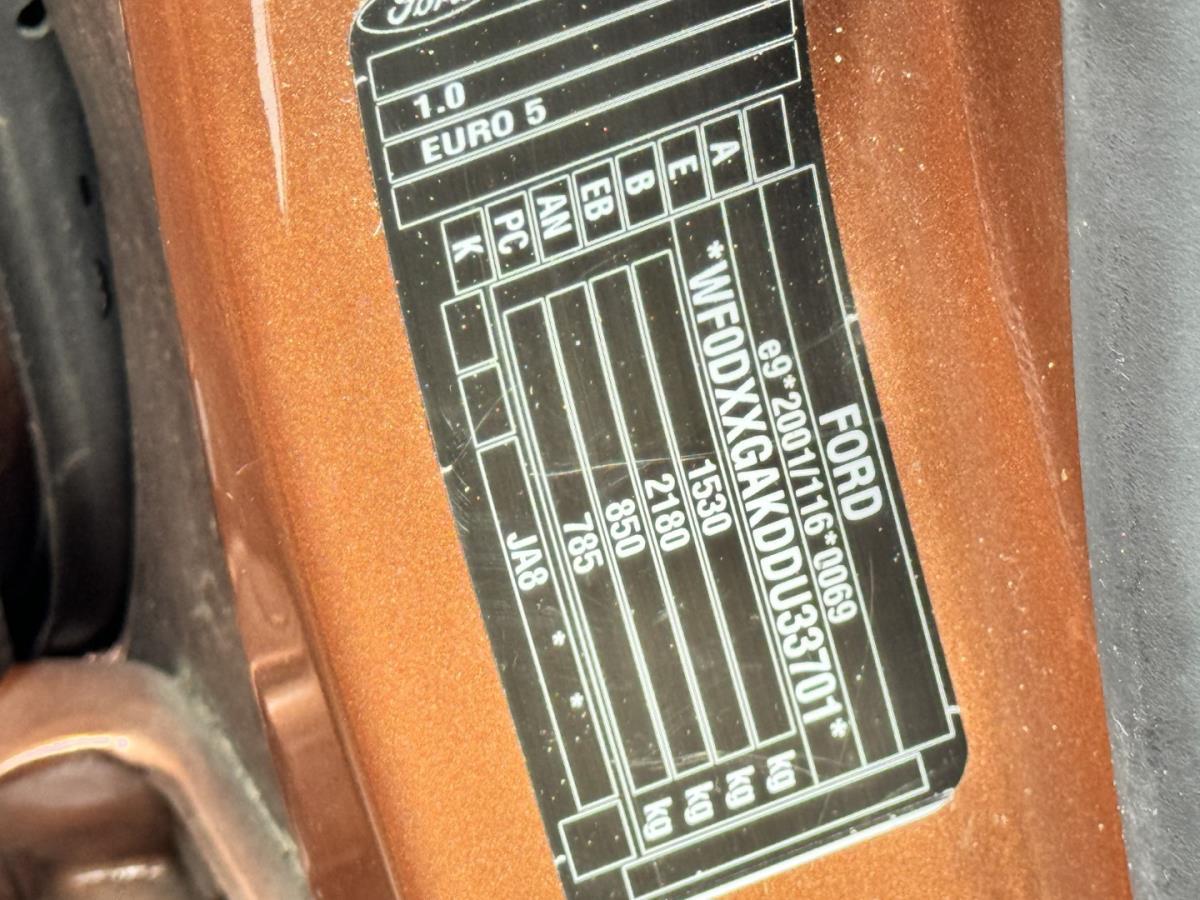 Ford
1.0
EURO 5
FORD
e9*2001/116*0069
*WF0DXXGAKDDU33701*
1530 kg
2180 kg
850 kg
785 kg
JA8 * *
A
E
B
EB
AN
PC
K